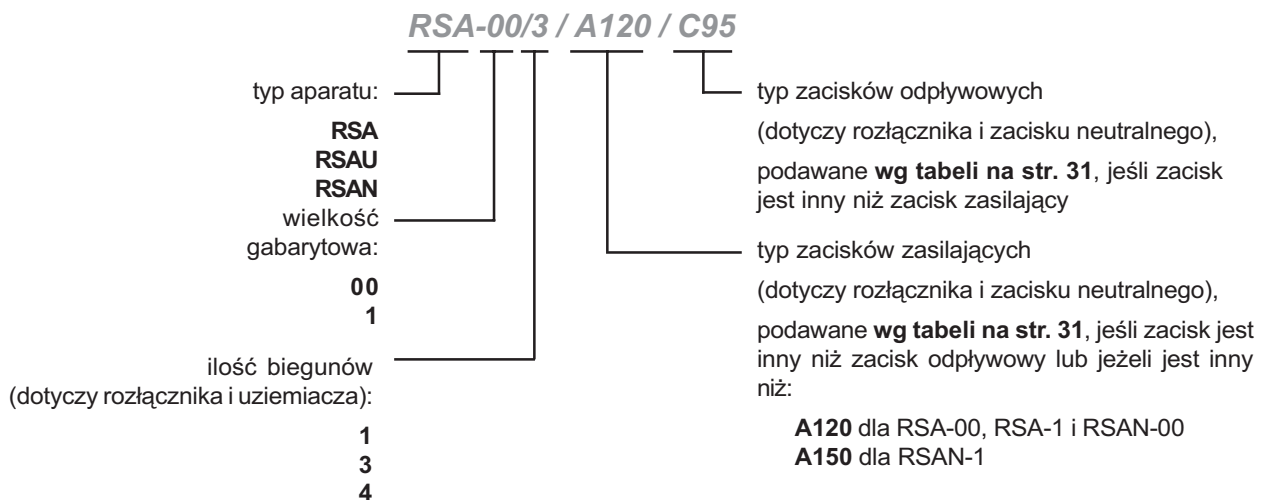 RSA-00/3 / A120 / C95
typ aparatu:
RSA
RSAU
RSAN
wielkość
gabarytowa:
00
1
ilość biegunów
(dotyczy rozłącznika i uziemiacza):
1
3
4
typ zacisków odpływowych
(dotyczy rozłącznika i zacisku neutralnego),
podawane wg tabeli na str. 31, jeśli zacisk
jest inny niż zacisk zasilający
typ zacisków zasilających
(dotyczy rozłącznika i zacisku neutralnego),
podawane wg tabeli na str. 31, jeśli zacisk jest
inny niż zacisk odpływowy lub jeżeli jest inny
niż:
A120 dla RSA-00, RSA-1 i RSAN-00
A150 dla RSAN-1